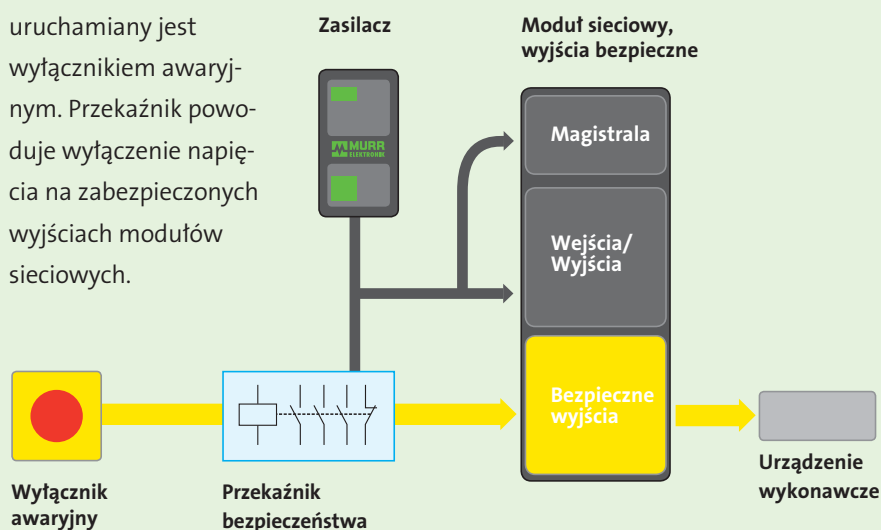 uruchamiany jest
wyłącznikiem awaryj-
nym. Przekaźnik powo-
duje wyłączenie napię-
cia na zabezpieczonych
wyjściach modułów
sieciowych.
Zasilacz
MURR
ELEKTRONIK
Moduł sieciowy,
wyjścia bezpieczne
Magistrala
Wejścia/
Wyjścia
Bezpieczne
wyjścia
Wyłącznik
awaryjny
Przekaźnik
bezpieczeństwa
Urządzenie
wykonawcze